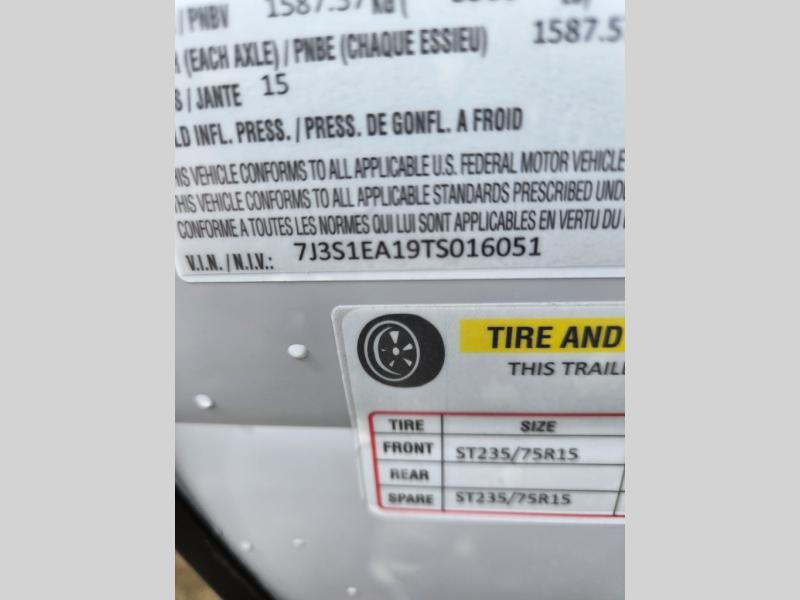 / PNBV 1587.57 Kg (
(EACH AXLE) / PNBE (CHAQUE ESSIEU) 1587.5
S / JANTE 15
LD INFL. PRESS. / PRESS. DE GONFL. A FROID
HIS VEHICLE CONFORMS TO ALL APPLICABLE U.S. FEDERAL MOTOR VEHICLE
THIS VEHICLE CONFORMS TO ALL APPLICABLE STANDARDS PRESCRIBED UND
CONFORME A TOUTES LES NORMES QUI LUI SONT APPLICABLES EN VERTU DU
V.I.N. / N.I.V.: 7J3S1EA19TS016051
TIRE AND
THIS TRAIL
TIRE SIZE
FRONT ST235/75R15
REAR
SPARE ST235/75R15